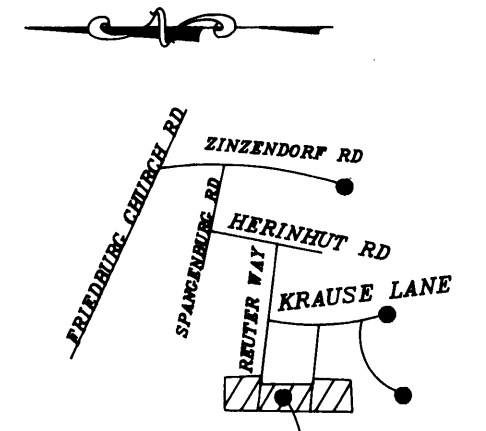 FRIEDBURG CHURCH RD
ZINZENDORF RD
SPANGENBURG RD
HERINHUT RD
REUTER WAY
KRAUSE LANE